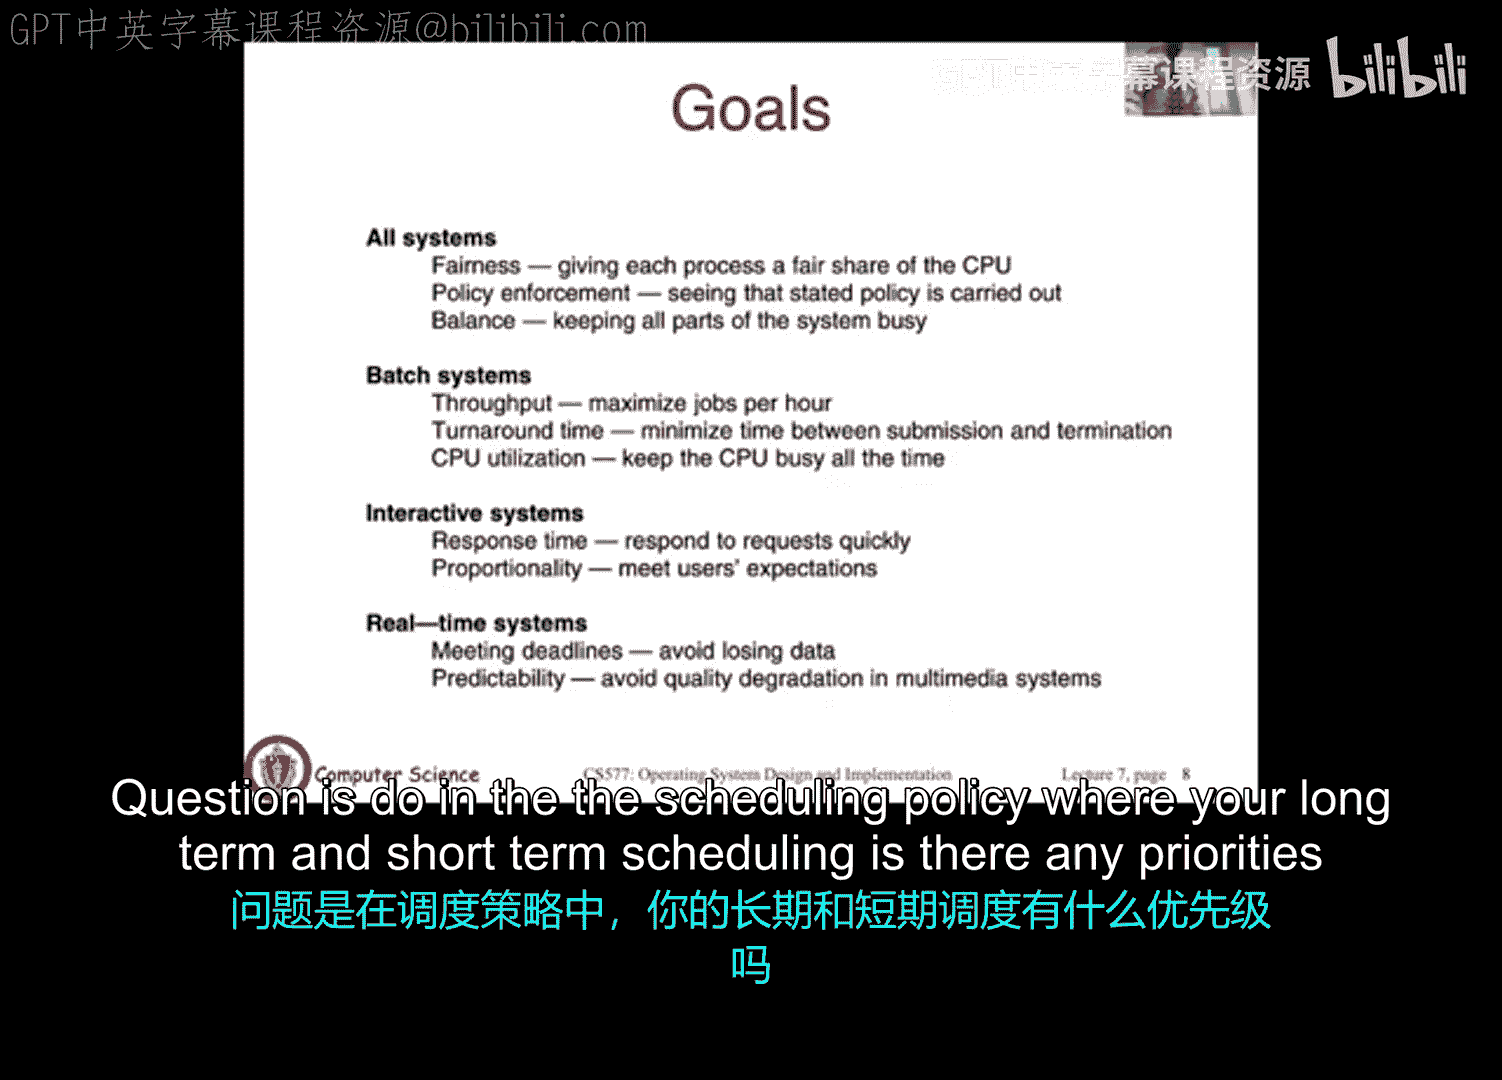 GPT中英字幕课程资源@bilibili.com
幕课程资源 bilibili
Goals
All systems
Fairness — giving each process a fair share of the CPU
Policy enforcement — seeing that stated policy is carried out
Balance — keeping all parts of the system busy
Batch systems
Throughput — maximize jobs per hour
Turnaround time — minimize time between submission and termination
CPU utilization — keep the CPU busy all the time
Interactive systems
Response time — respond to requests quickly
Proportionality — meet users' expectations
Real—time systems
Meeting deadlines — avoid losing data
Predictability — avoid quality degradation in multimedia systems
Computer Science CS577: Operating System Design and Implementation Lecture 7, page 8
Question is do in the the scheduling policy where your long
term and short term scheduling is there any priorities
问题是在调度策略中，你的长期和短期调度有什么优先级
吗